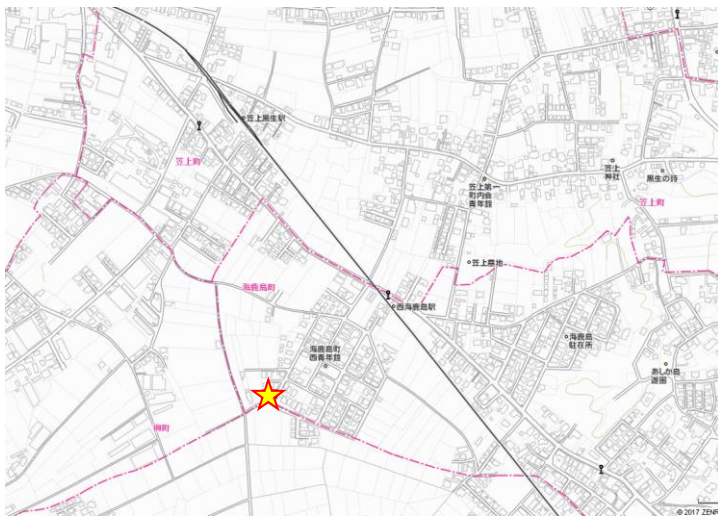 笠上黒生駅
笠上町
笠上第一
町内会
青年館
笠上
神社
黒生の詩
笠上町
笠上墓地
海鹿島町
西海鹿島駅
海鹿島町
西青年館
海鹿島
駐在所
あしか島
遊園
© 2017 ZENR